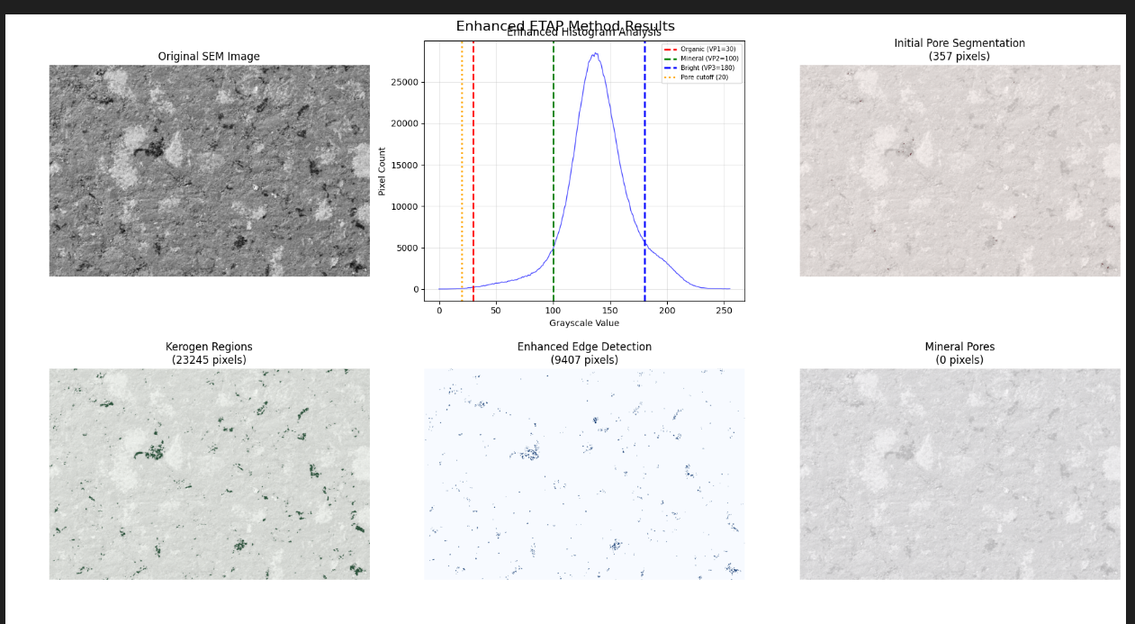 Enhanced ETAP Method Results
Original SEM Image
Enhanced Histogram Analysis
Organic (VP1=30)
Mineral (VP2=100)
Bright (VP3=180)
Pore cutoff (20)
Pixel Count
25000
20000
15000
10000
5000
0
0 50 100 150 200 250
Grayscale Value
Initial Pore Segmentation
(357 pixels)
Kerogen Regions
(23245 pixels)
Enhanced Edge Detection
(9407 pixels)
Mineral Pores
(0 pixels)